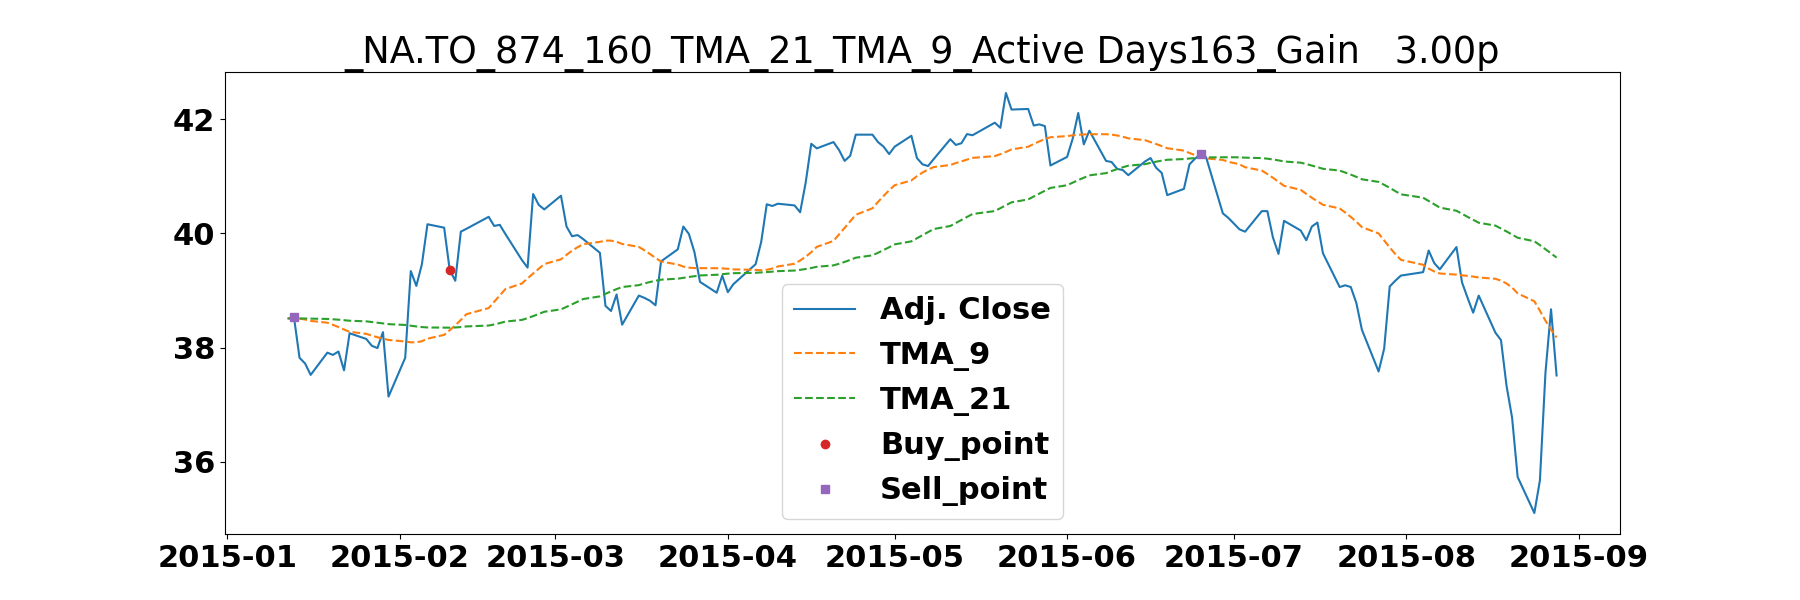 _NA.TO_874_160_TMA_21_TMA_9_Active Days163_Gain   3.00p
42
40
38
36
Adj. Close
TMA_9
TMA_21
Buy_point
Sell_point
2015-01 2015-02 2015-03 2015-04 2015-05 2015-06 2015-07 2015-08 2015-09